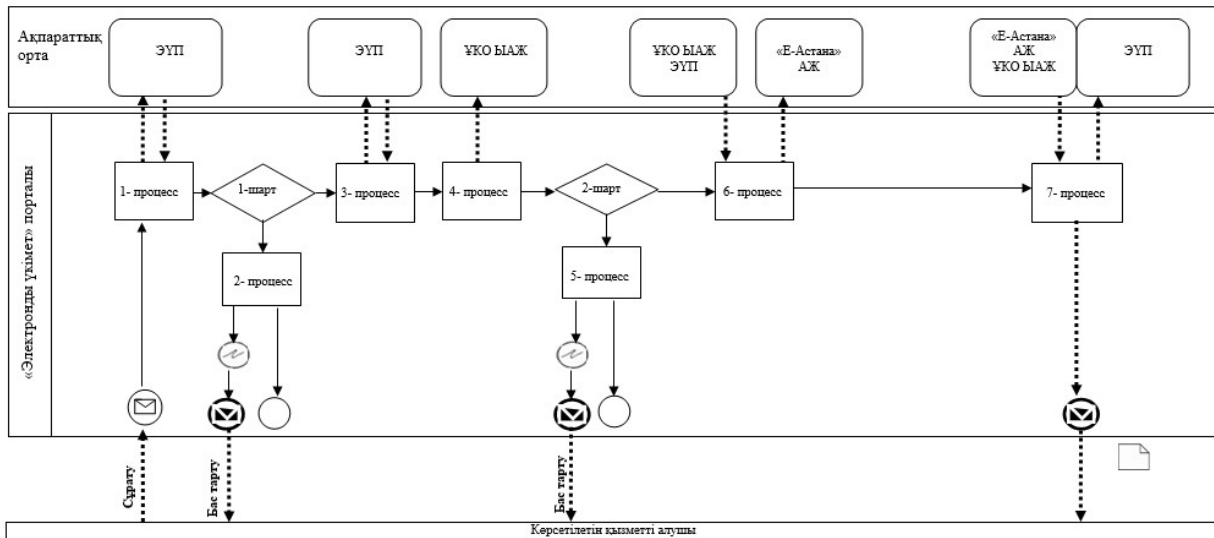 Ақпараттық
орта
ЭҮП
ЭҮП
ҰКО ЫАЖ
ҰКО ЫАЖ
ЭҮП
«Е-Астана»
АЖ
«Е-Астана»
АЖ
ҰКО ЫАЖ
ЭҮП
«Электронды үкімет» порталы
1- процесс
1-шарт
3- процесс
4- процесс
2-шарт
6- процесс
7- процесс
2- процесс
5- процесс
Сұрату
Бас тарту
Бас тарту
Көрсетілетін қызметті алушы